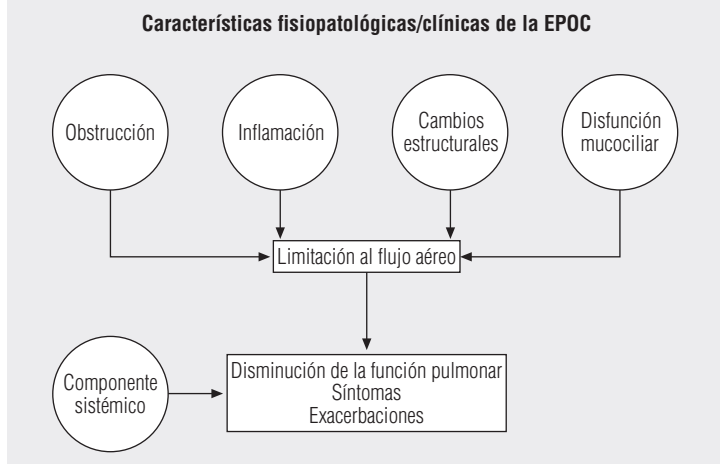 Características fisiopatológicas/clínicas de la EPOC
Obstrucción
Inflamación
Cambios
estructurales
Disfunción
mucociliar
Limitación al flujo aéreo
Componente
sistémico
Disminución de la función pulmonar
Síntomas
Exacerbaciones